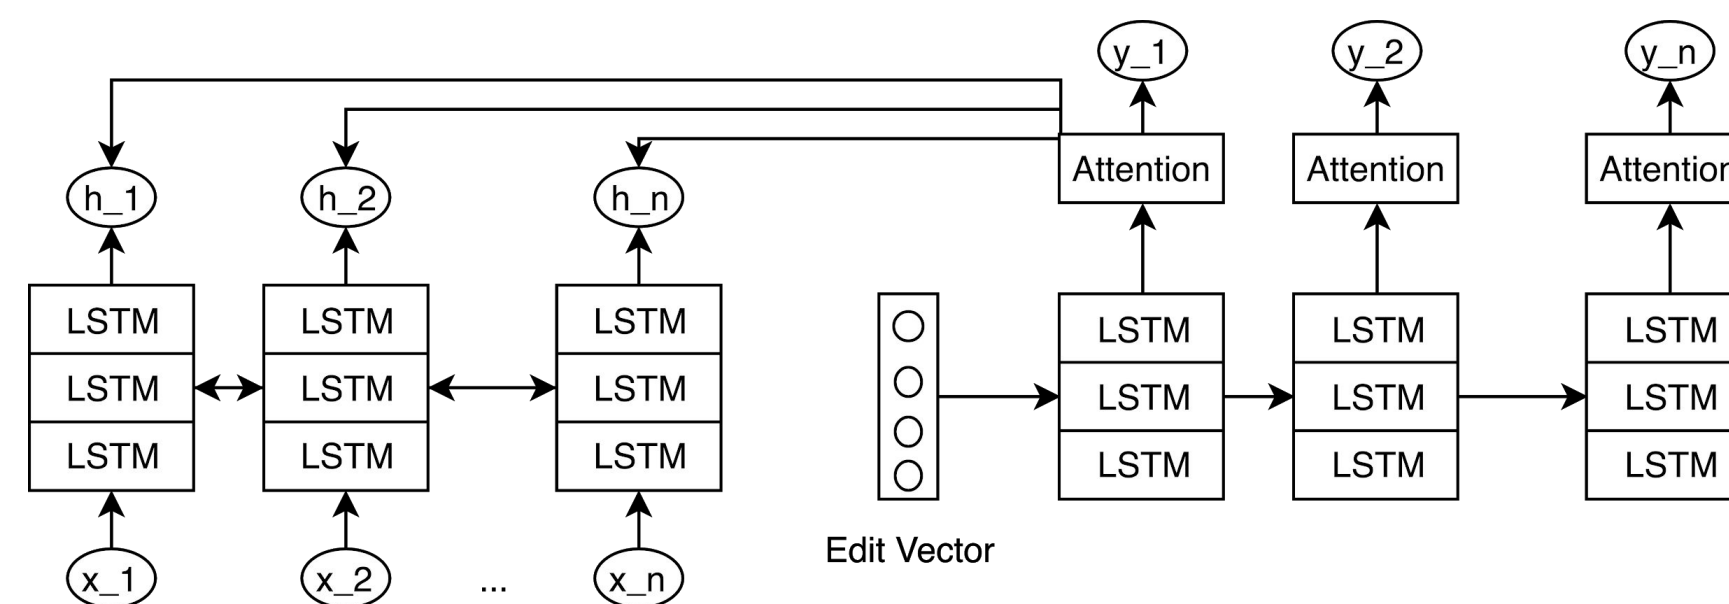 y_1 y_2 y_n
Attention Attention Attention
h_1 h_2 h_n
LSTM LSTM LSTM LSTM LSTM LSTM
LSTM LSTM LSTM LSTM LSTM LSTM
LSTM LSTM LSTM LSTM LSTM LSTM
Edit Vector
x_1 x_2 ... x_n